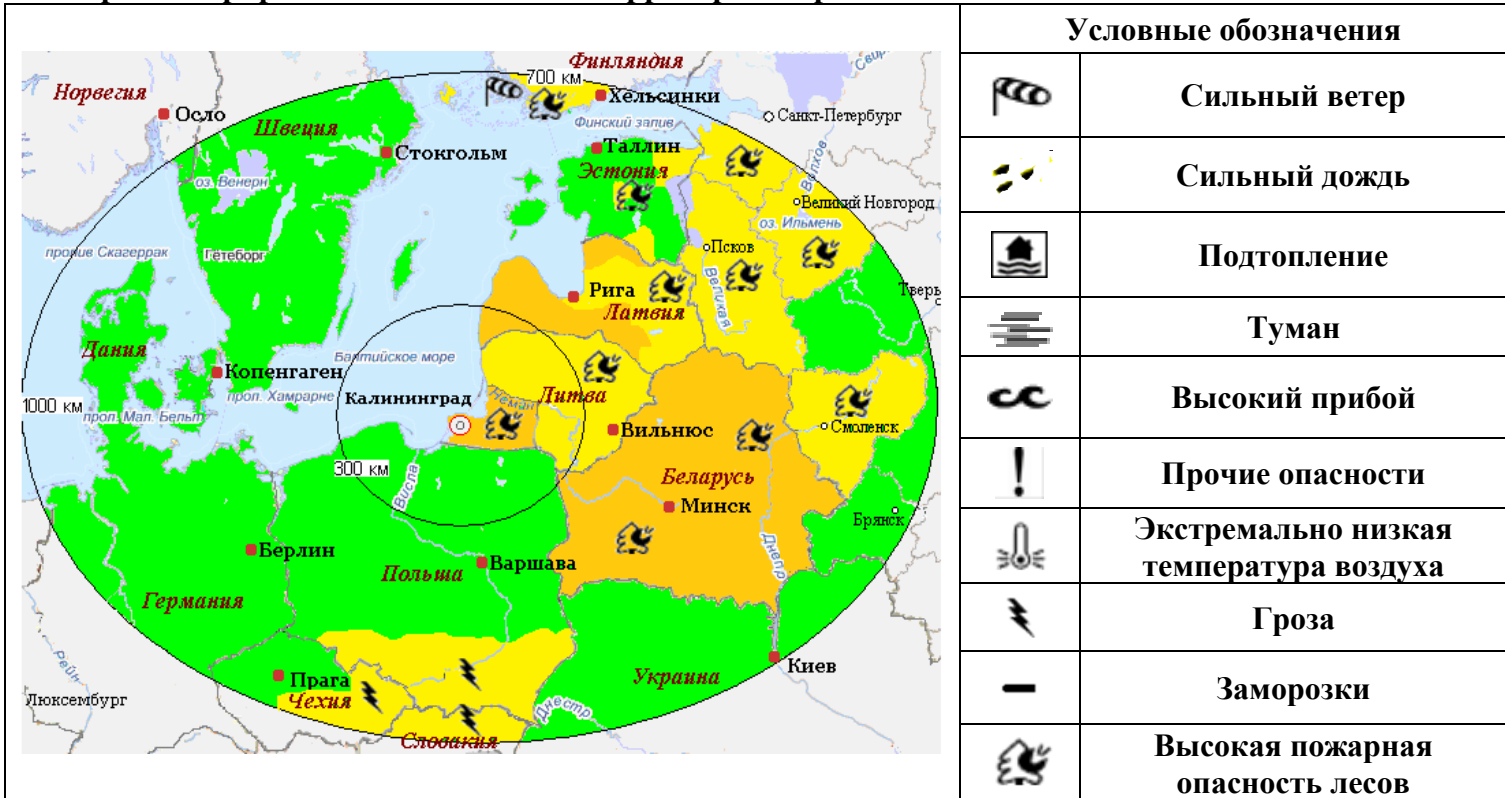 Условные обозначения
Сильный ветер
Сильный дождь
Подтопление
Туман
Высокий прибой
Прочие опасности
Экстремально низкая
температура воздуха
Гроза
Заморозки
Высокая пожарная
опасность лесов
Финляндия
700 км
Норвегия
Хельсинки
Осло
Санкт-Петербург
Швеция
Финский залив
Стокгольм
Таллин
Эстония
Волхов
оз. Венерн
Великий Новгород
оз. Ильмень
пролив Скагеррак
Гетеборг
Псков
Великая
Рига
Тверь
Латвия
Дания
Балтийское море
Копенгаген
Калининград
Неман
Литва
1000 км
проп. Мал. Бельт
проп. Хамрарне
Смоленск
Вильнюс
300 км
Висла
Беларусь
Минск
Брянск
Берлин
Варшава
Днепр
Польша
Германия
Рейн
Прага
Украина
Киев
Люксембург
Чехия
Днестр
Словакия